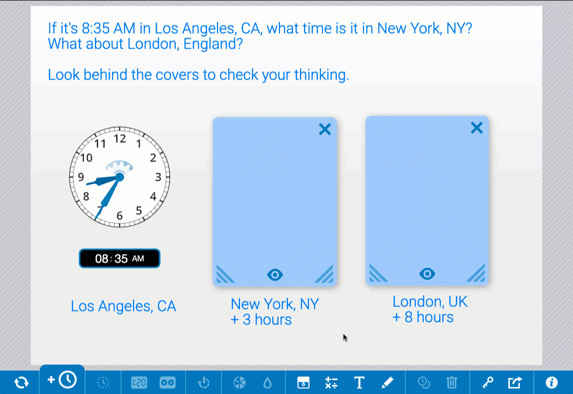 If it's 8:35 AM in Los Angeles, CA, what time is it in New York, NY?
What about London, England?
Look behind the covers to check your thinking.
12
11
1
10
2
9
3
8
4
7
5
6
08:35 AM
Los Angeles, CA
New York, NY
+ 3 hours
London, UK
+ 8 hours